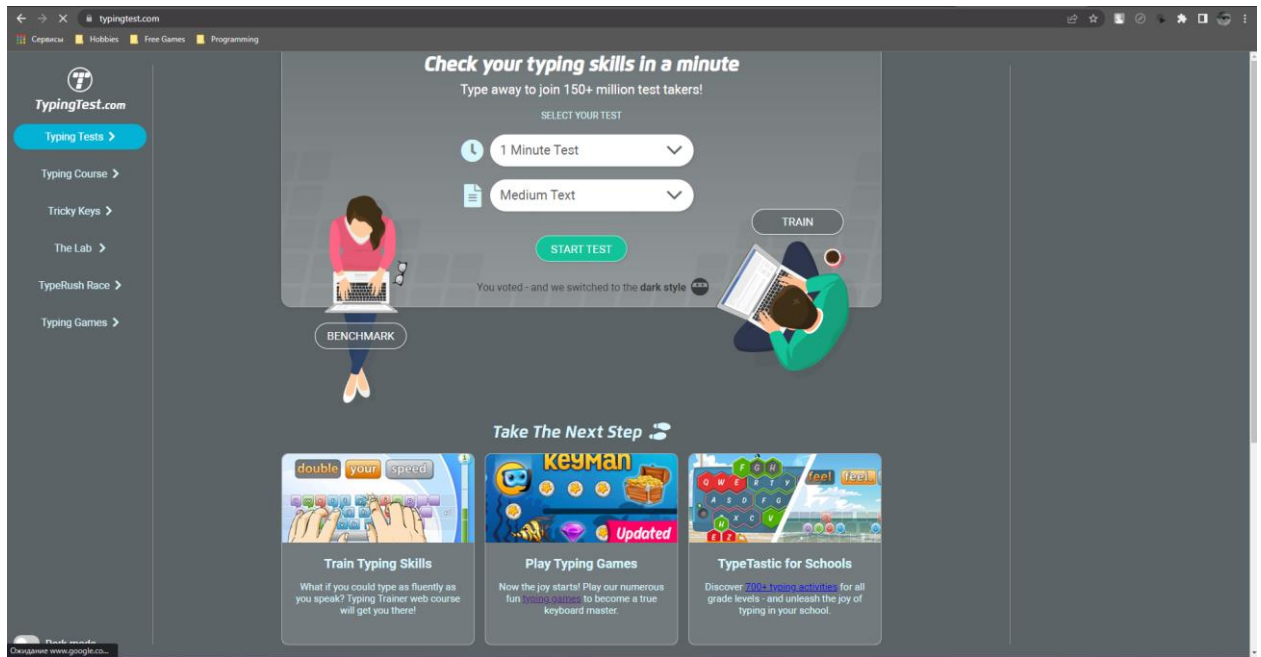 typingtest.com
Сервисы Hobbies Free Games Programming
TypingTest.com
Typing Tests
Typing Course
Tricky Keys
The Lab
TypeRush Race
Typing Games
Check your typing skills in a minute
Type away to join 150+ million test takers!
SELECT YOUR TEST
1 Minute Test
Medium Text
START TEST
You voted - and we switched to the dark style
BENCHMARK
TRAIN
Take The Next Step
double your speed
Train Typing Skills
What if you could type as fluently as
you speak? Typing Trainer web course
will get you there!
KeyMan
Updated
Play Typing Games
Now the joy starts! Play our numerous
fun typing games to become a true
keyboard master.
F G H
Q W E R T Y
A S D F G
H X C V
E Z
feel feel
TypeTastic for Schools
Discover 700+ typing activities for all
grade levels - and unleash the joy of
typing in your school.
Dark mode
Ожидание www.google.co...